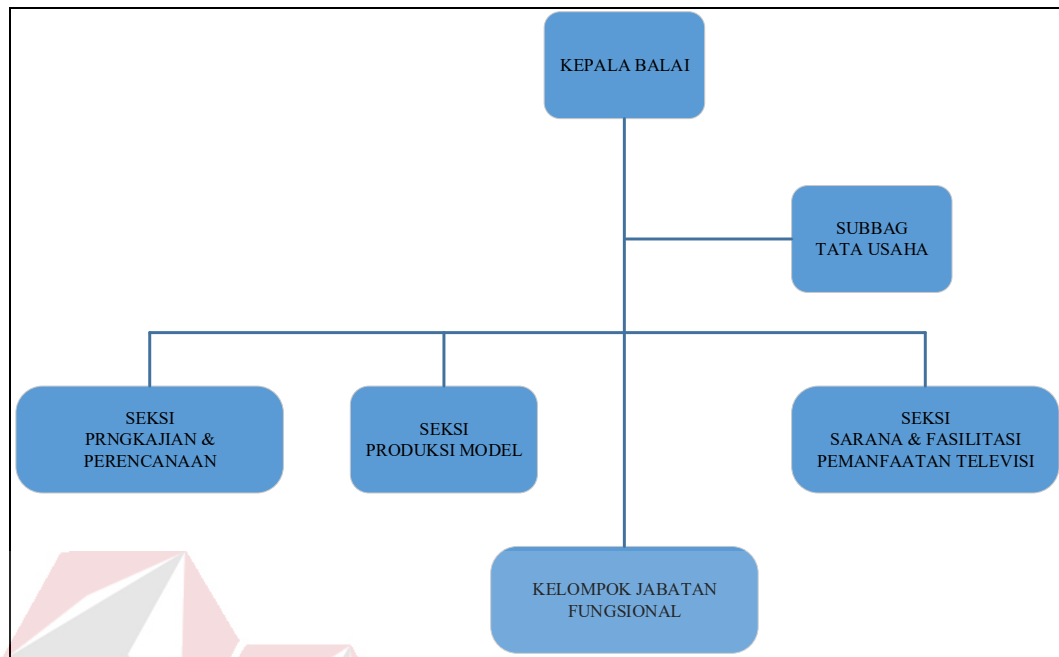 KEPALA BALAI
SUBBAG
TATA USAHA
SEKSI
PRNGKAJIAN &
PERENCANAAN
SEKSI
PRODUKSI MODEL
SEKSI
SARANA & FASILITASI
PEMANFAATAN TELEVISI
KELOMPOK JABATAN
FUNGSIONAL